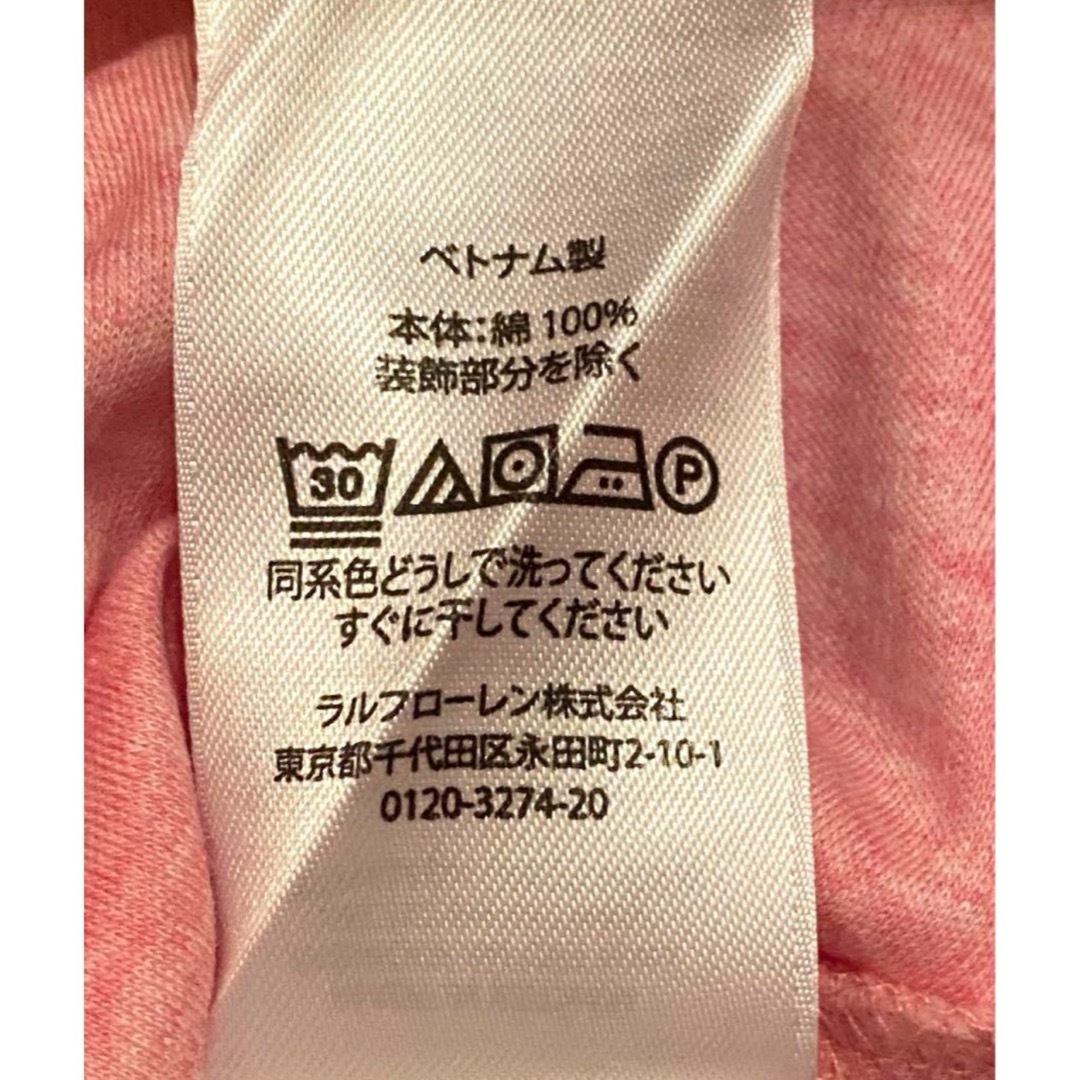 ベトナム製
本体:綿 100%
装飾部分を除く
30 P
同系色どうしで洗ってください
すぐに干してください
ラルフローレン株式会社
東京都千代田区永田町2-10-1
0120-3274-20